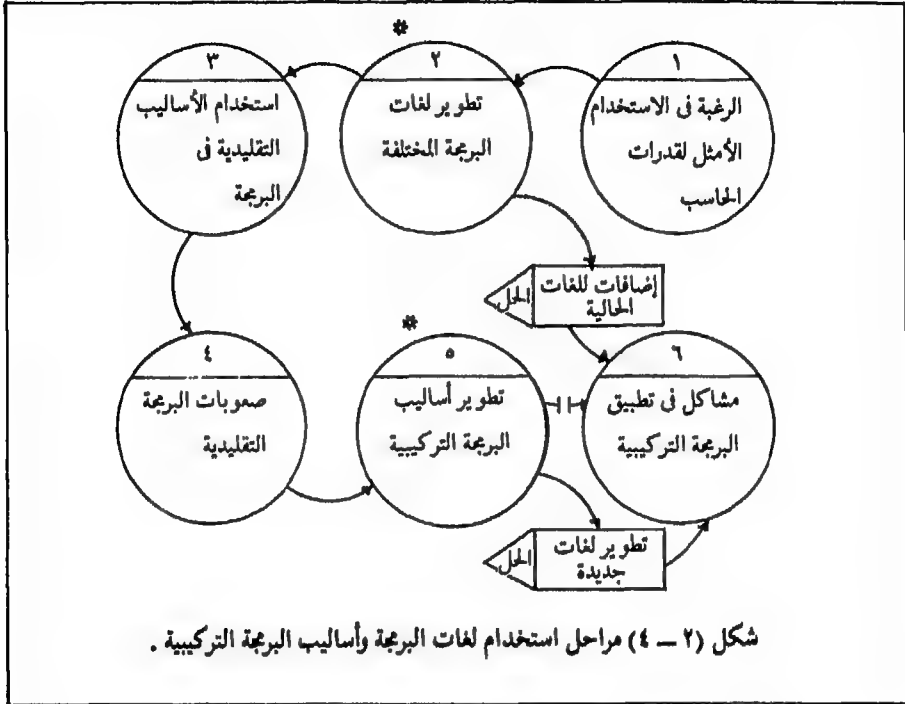 *
١
الرغبة فى الاستخدام
الأمثل لقدرات
الحاسب
٢
تطوير لغات
البرمجة المختلفة
٣
استخدام الأساليب
التقليدية فى
البرمجة
إضافات للغات
الحالية
الحل
*
٤
صعوبات البرمجة
التقليدية
٥
تطوير أساليب
البرمجة التركيبية
٦
مشاكل فى تطبيق
البرمجة التركيبية
تطوير لغات
جديدة
الحل
شكل (٢ — ٤) مراحل استخدام لغات البرمجة وأساليب البرمجة التركيبية .